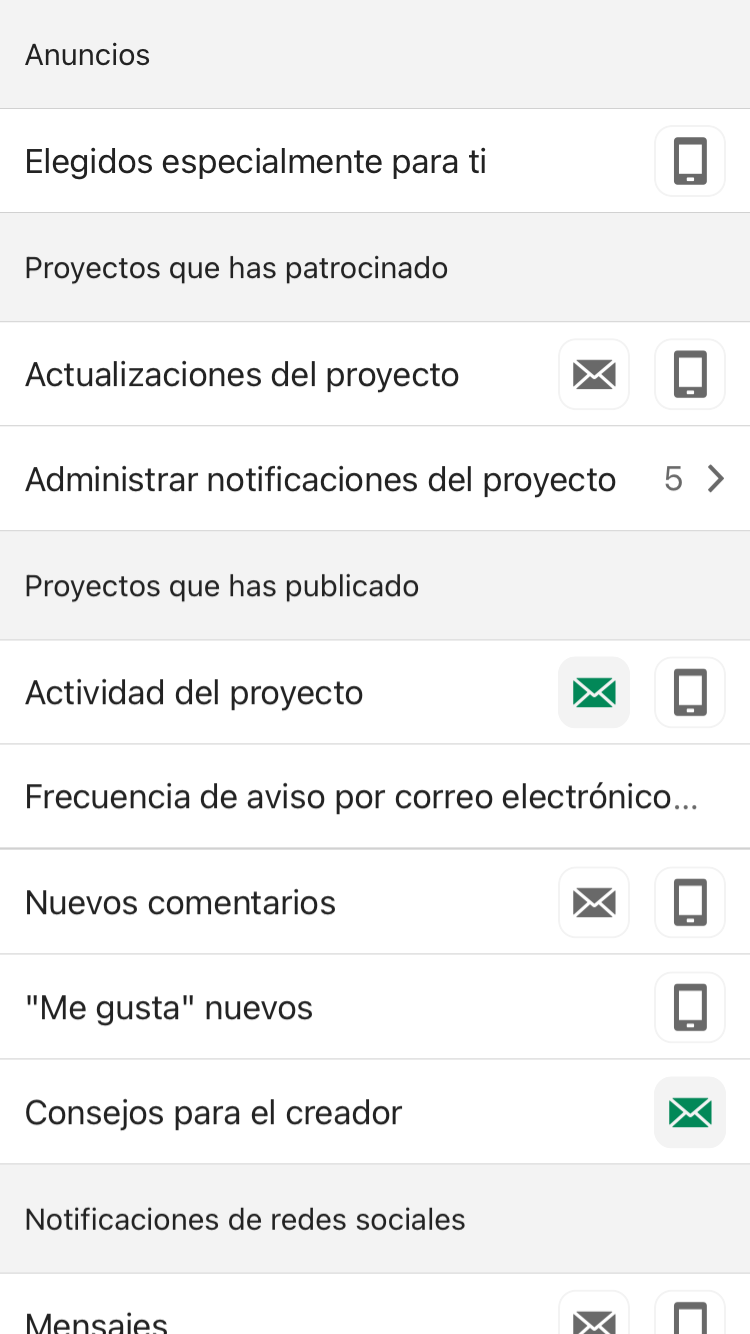 Anuncios
Elegidos especialmente para ti
Proyectos que has patrocinado
Actualizaciones del proyecto
Administrar notificaciones del proyecto 5
Proyectos que has publicado
Actividad del proyecto
Frecuencia de aviso por correo electrónico...
Nuevos comentarios
"Me gusta" nuevos
Consejos para el creador
Notificaciones de redes sociales
Mensajes